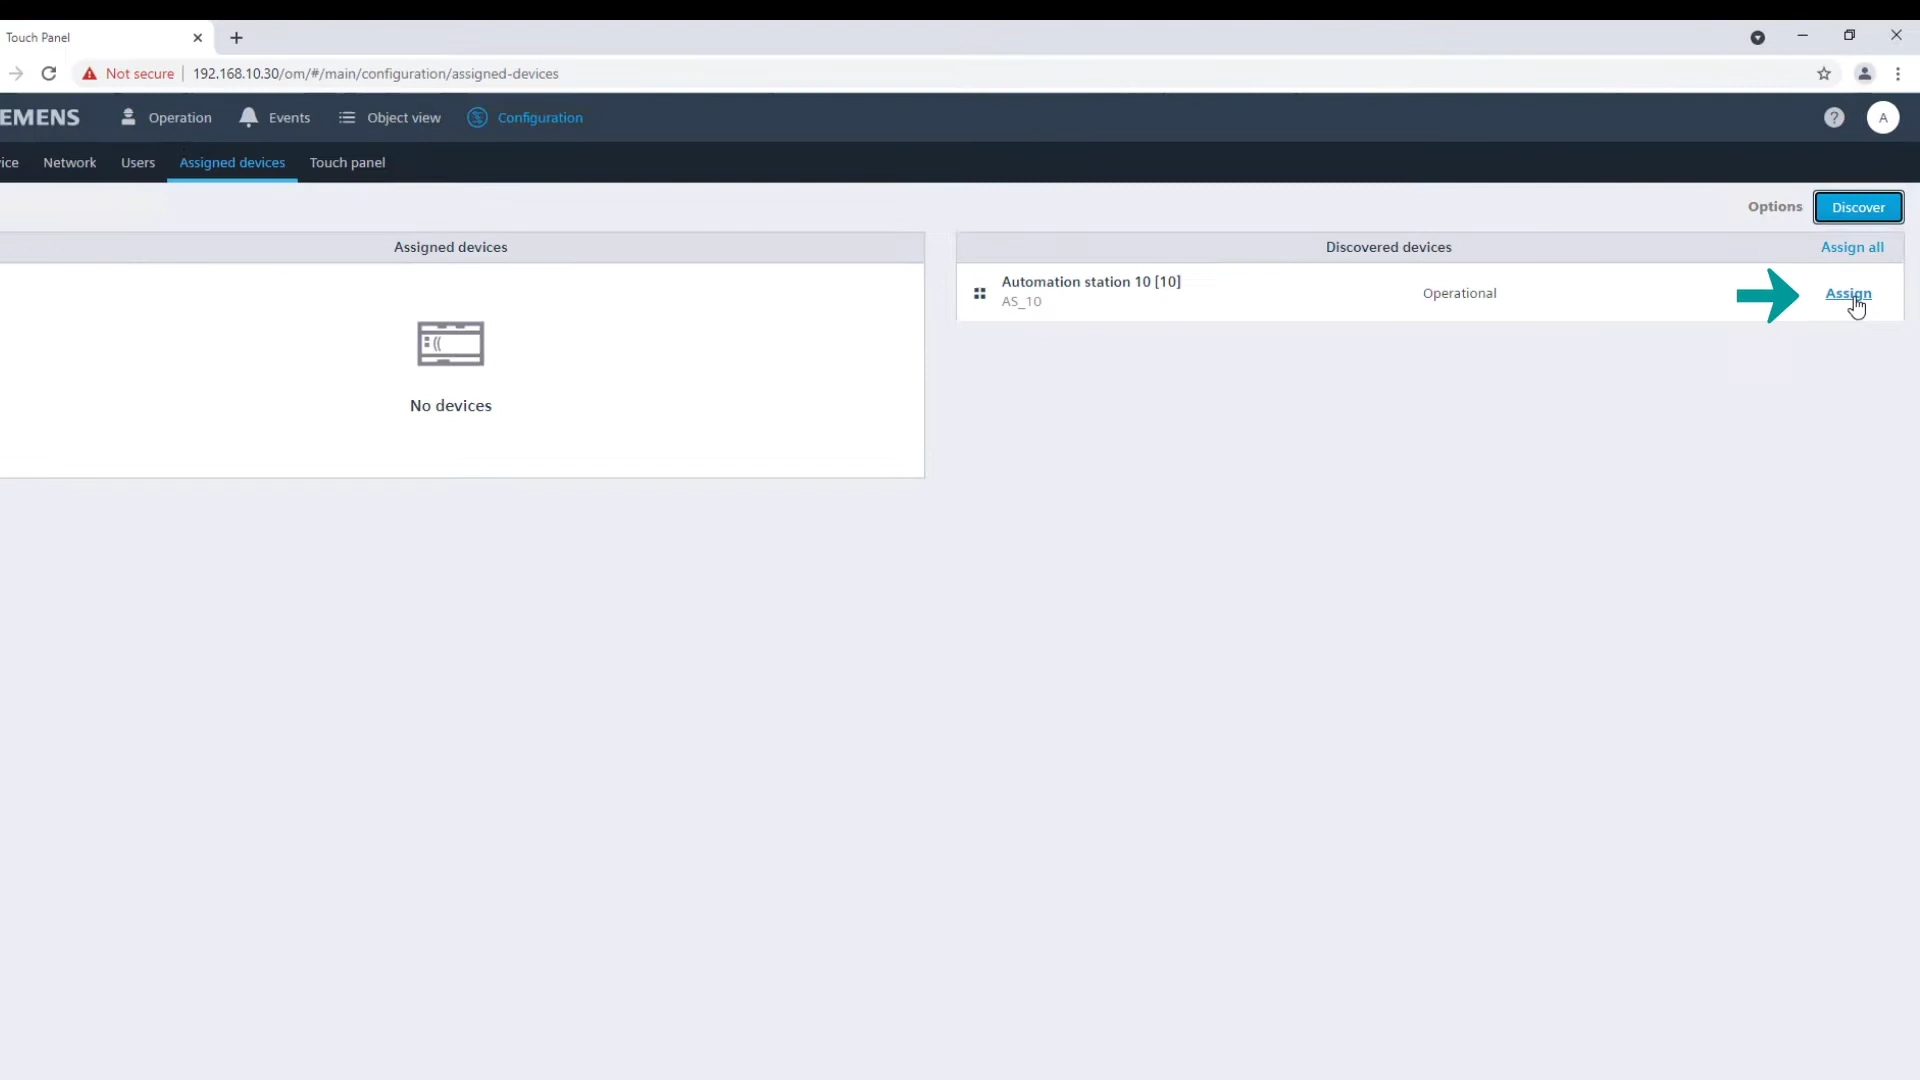 Touch Panel
Not secure | 192.168.10.30/om/#/main/configuration/assigned-devices
EMENS Operation Events Object view Configuration ? A
ice Network Users Assigned devices Touch panel
Options Discover
Assigned devices
Discovered devices Assign all
Automation station 10 [10]
AS_10
Operational
Assign
No devices